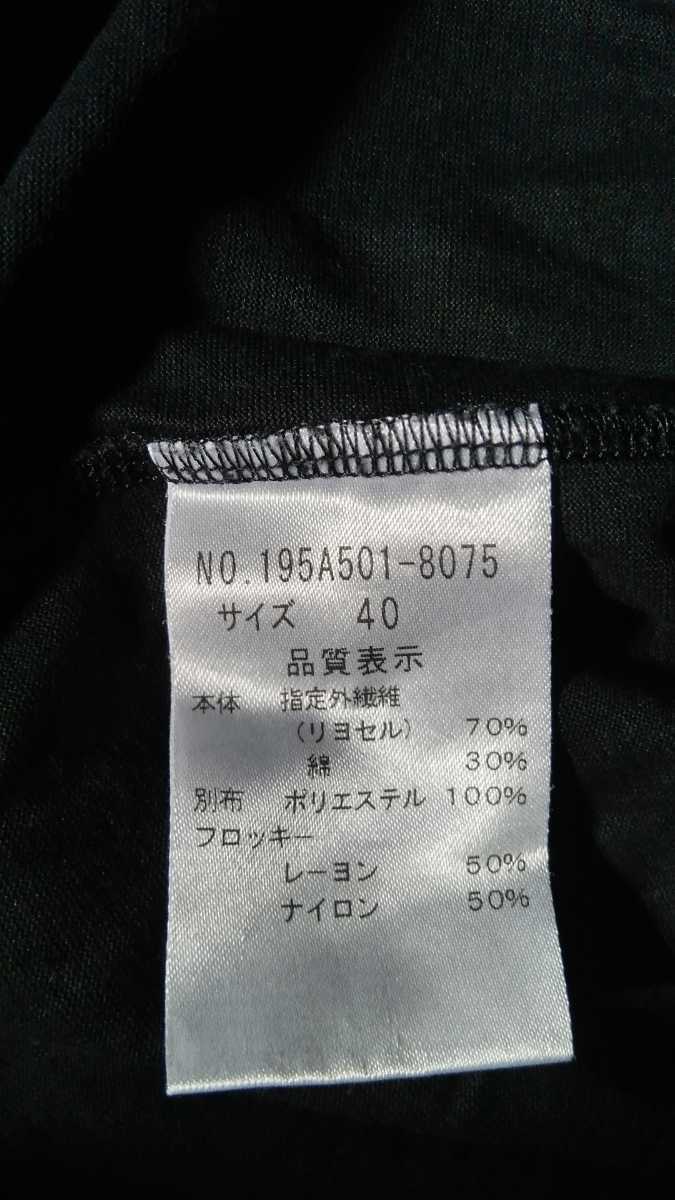 NO.195A501-8075
サイズ 40
品質表示
本体 指定外繊維
(リヨセル) 70%
綿 30%
別布 ポリエステル 100%
フロッキー
レーヨン 50%
ナイロン 50%